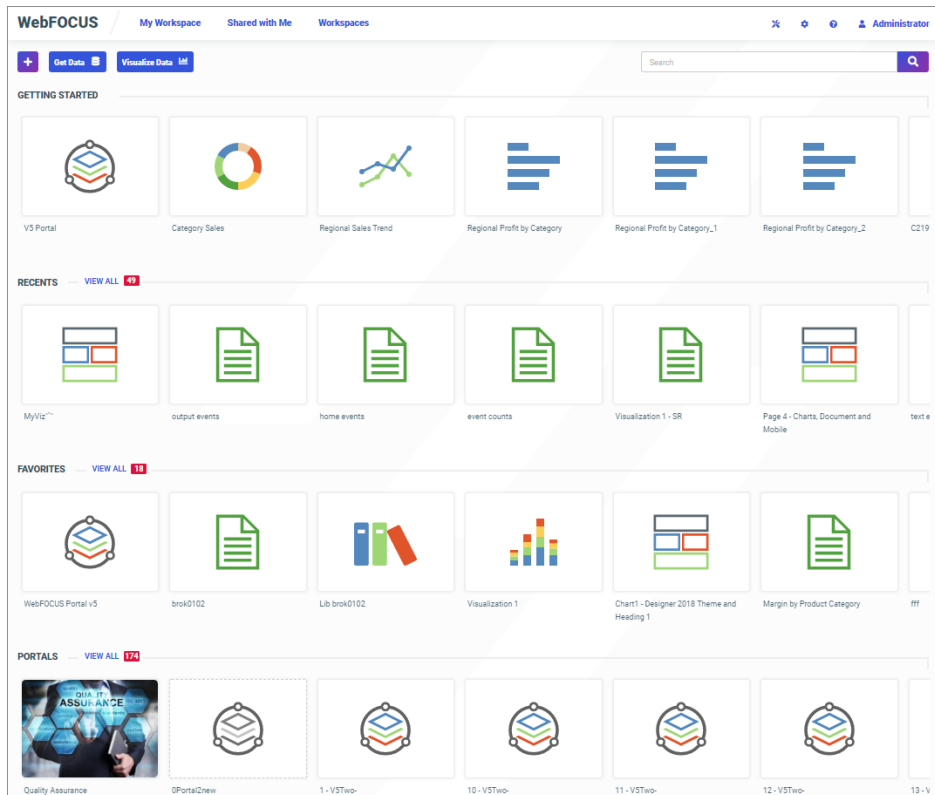 WebFOCUS
My Workspace
Shared with Me
Workspaces
Administrator
Get Data
Visualize Data
Search
GETTING STARTED
V5 Portal
Category Sales
Regional Sales Trend
Regional Profit by Category
Regional Profit by Category_1
Regional Profit by Category_2
C219
RECENTS
VIEW ALL 49
MyViz^~
output events
home events
event counts
Visualization 1 - SR
Page 4 - Charts, Document and
Mobile
text e
FAVORITES
VIEW ALL 18
WebFOCUS Portal v5
brok0102
Lib brok0102
Visualization 1
Chart1 - Designer 2018 Theme and
Heading 1
Margin by Product Category
fff
PORTALS
VIEW ALL 174
QUALITY
ASSURANCE
Quality Assurance
0Portal2new
1 - V5Two-
10 - V5Two-
11 - V5Two-
12 - V5Two-
13 - V